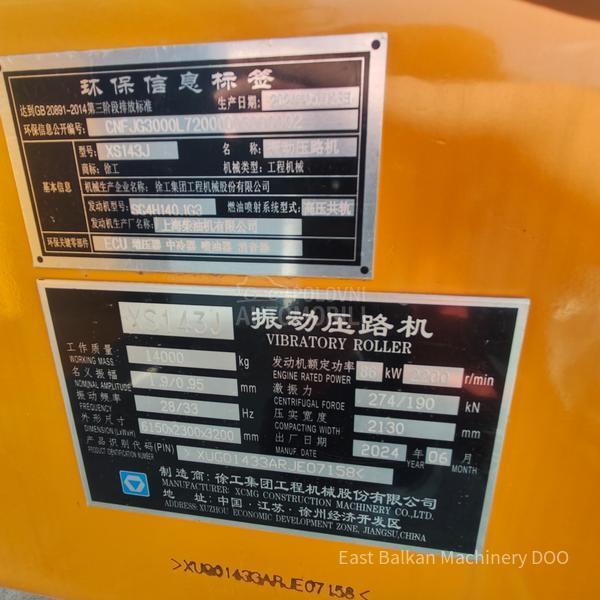 环保信息标签
达到GB 20891-2014第三阶段排放标准 生产日期:
环保信息公开编号: CNFJG3000L72000
型号: XS143J 名 称: 振动压路机
商标: 徐工 机械类型: 工程机械
基本信息
机械生产企业名称: 徐工集团工程机械股份有限公司
发动机型号: SC4H140.1G3 燃油喷射系统型式: 高压共轨
发动机生产厂名称: 上海柴油机有限公司
环保关键零部件 ECU 增压器 中冷器 喷油器 消音器
POLOVNI
AUTOMOBILI
XS143J 振动压路机
VIBRATORY ROLLER
工作质量 14000 kg 发动机额定功率 86 kW 2200 r/min
WORKING MASS ENGINE RATED POWER
名义振幅 1.9/0.95 mm 激振力 274/190 kN
NOMINAL AMPLITUDE CENTRIFUGAL FOROE
振动频率 28/33 Hz 压实宽度 2130 mm
FREQUENCY COMPACTING WIDTH
外形尺寸 6150x2300x3200 mm 出厂日期 2024 年 06 月
DIMENSION (LxWxH) MANUF. DATE YEAR MONTH
产品识别代码(PIN) >XUG01433ARJE07158<
PRODUCT IDENTIFICATION NUMBER
制造商: 徐工集团工程机械股份有限公司
MANUFACTURER: XCMG CONSTRUCTION MACHINERY CO.,LTD.
地 址: 中国·江苏·徐州经济开发区
ADDRESS: XUZHOU ECONOMIC DEVELOPMENT ZONE, JIANGSU,CHINA
East Balkan Machinery DOO
>XUG01433ARJE07158<